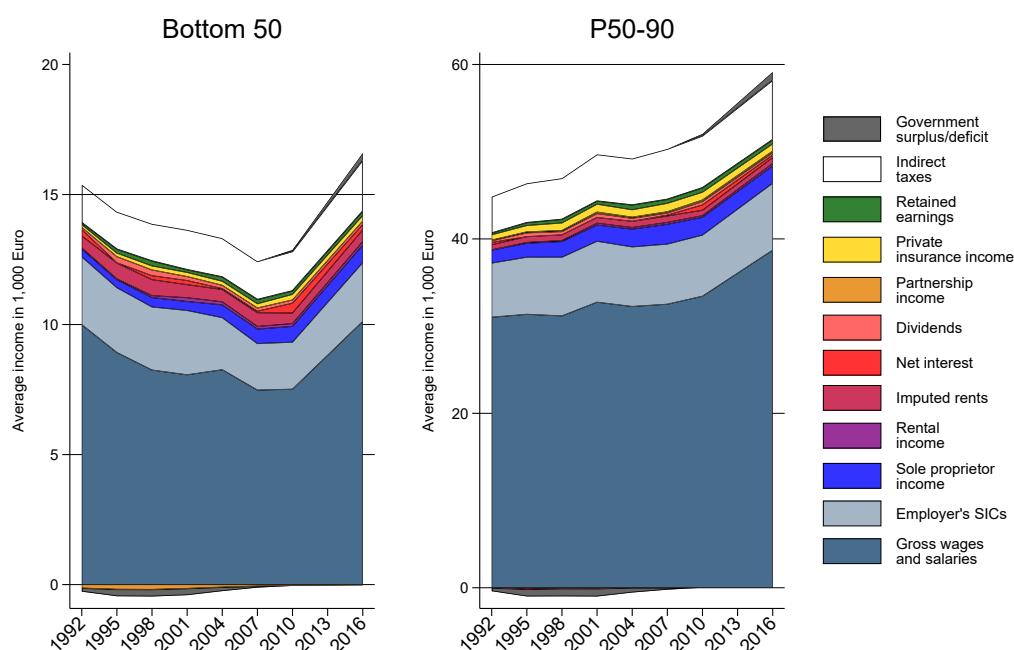 Bottom 50
P50-90
Average income in 1,000 Euro
20
15
10
5
0
1992
1995
1998
2001
2004
2007
2010
2013
2016
Average income in 1,000 Euro
60
40
20
0
1992
1995
1998
2001
2004
2007
2010
2013
2016
Government
surplus/deficit
Indirect
taxes
Retained
earnings
Private
insurance income
Partnership
income
Dividends
Net interest
Imputed rents
Rental
income
Sole proprietor
income
Employer's SICs
Gross wages
and salaries